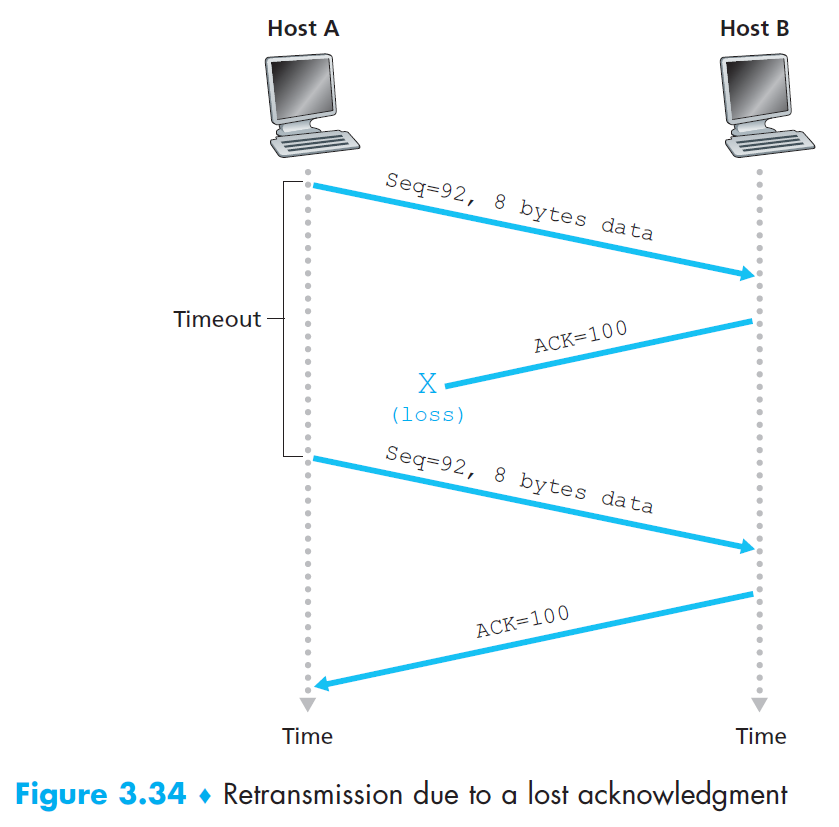 Host A
Host B
Seq=92, 8 bytes data
Timeout
ACK=100
X
(loss)
Seq=92, 8 bytes data
ACK=100
Time
Time
Figure 3.34 ♦ Retransmission due to a lost acknowledgment